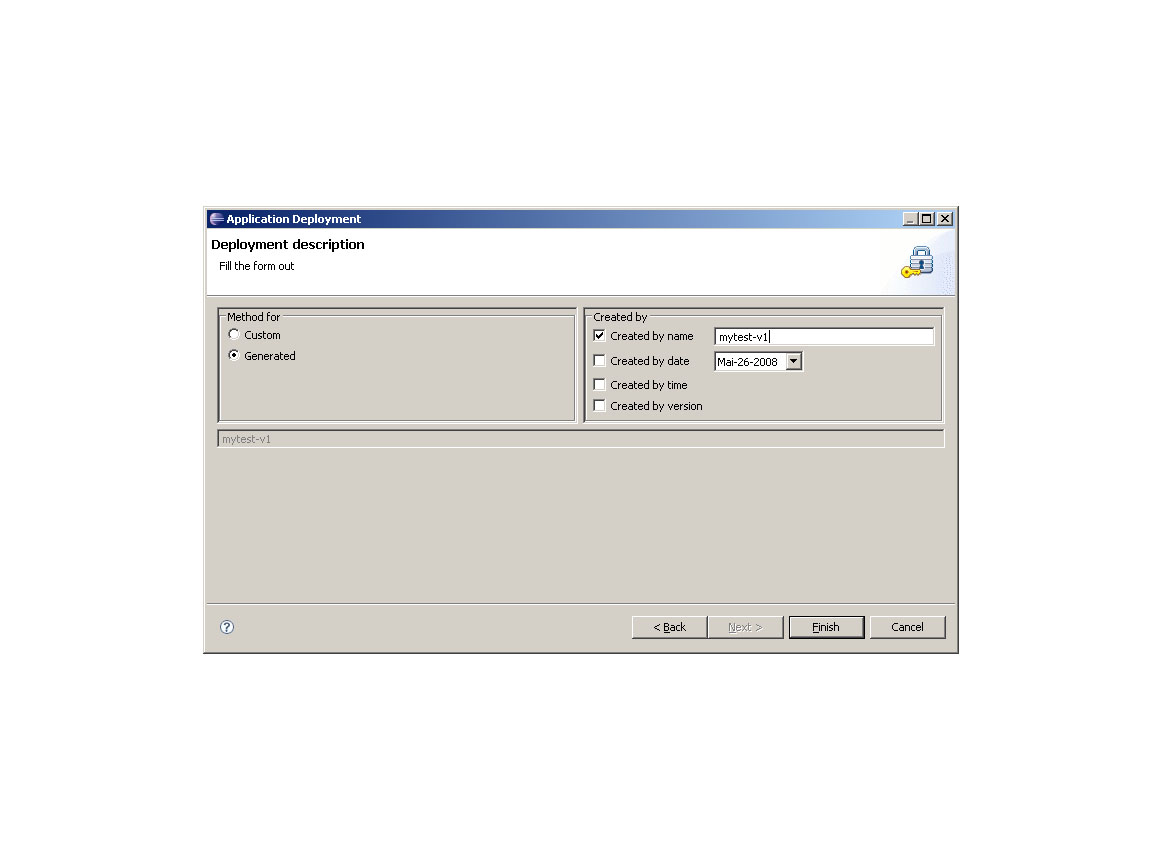 Application Deployment
Deployment description
Fill the form out
Method for
Custom
Generated
Created by
Created by name mytest-v1
Created by date Mai-26-2008
Created by time
Created by version
mytest-v1
? < Back Next > Finish Cancel